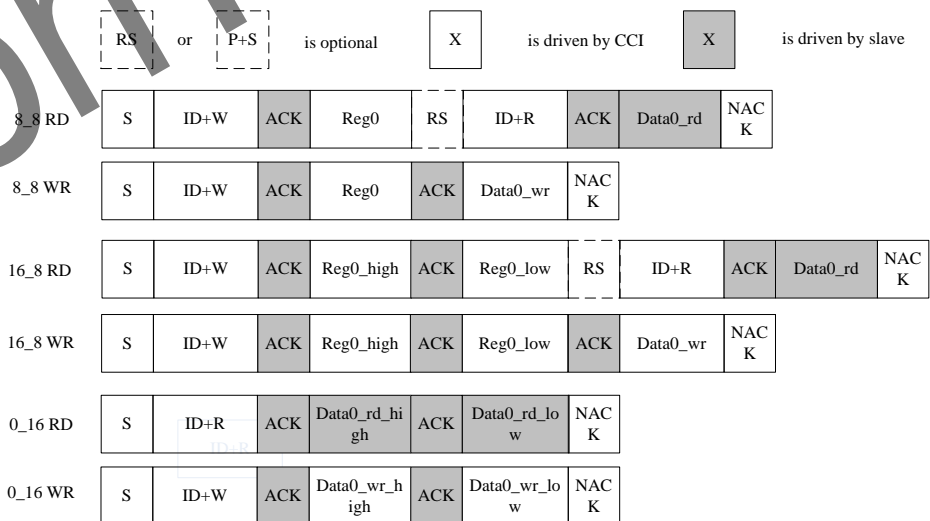 RS or P+S is optional X is driven by CCI X is driven by slave
8_8 RD S ID+W ACK Reg0 RS ID+R ACK Data0_rd NAC
K
8_8 WR S ID+W ACK Reg0 ACK Data0_wr NAC
K
16_8 RD S ID+W ACK Reg0_high ACK Reg0_low RS ID+R ACK Data0_rd NAC
K
16_8 WR S ID+W ACK Reg0_high ACK Reg0_low ACK Data0_wr NAC
K
0_16 RD S ID+R ACK Data0_rd_hi ACK Data0_rd_lo NAC
gh w K
ID+R
0_16 WR S ID+W ACK Data0_wr_h ACK Data0_wr_lo NAC
igh w K